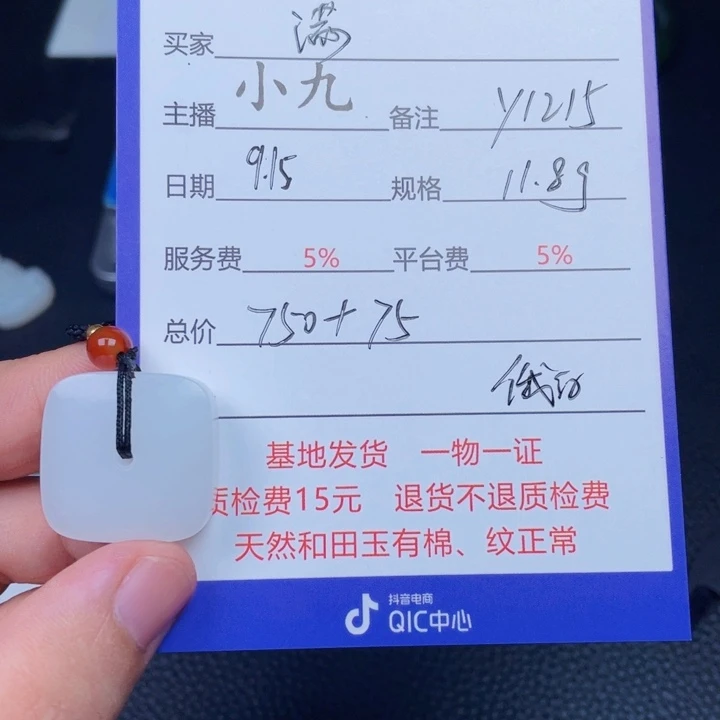 买家 满
主播 小九 备注 Y1215
日期 9.15 规格 11.8g
服务费 5% 平台费 5%
总价 750+75
基地发货 一物一证
质检费15元 退货不退质检费
天然和田玉有棉、纹正常
抖音电商
QIC中心